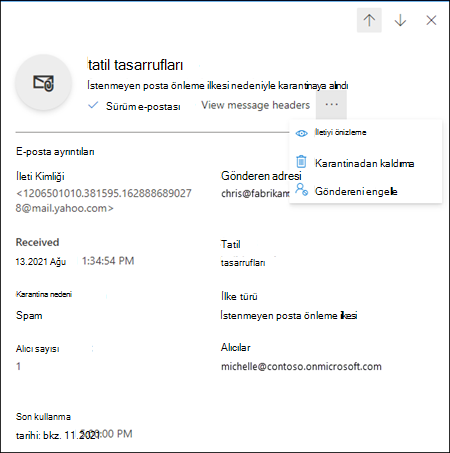 tatil tasarrufları
İstenmeyen posta önleme ilkesi nedeniyle karantinaya alındı
Sürüm e-postası View message headers ...
İletiyi önizleme
Karantinadan kaldırma
Göndereni engelle
E-posta ayrıntıları
İleti Kimliği
<1206501010.381595.162888689027
8@mail.yahoo.com>
Gönderen adresi
chris@fabrikam
Received
13.2021 Ağu 1:34:54 PM
Tatil
tasarrufları
Karantina nedeni
Spam
İlke türü
İstenmeyen posta önleme ilkesi
Alıcı sayısı
1
Alıcılar
michelle@contoso.onmicrosoft.com
Son kullanma
tarihi: bkz. 11.2021 :00:00 PM